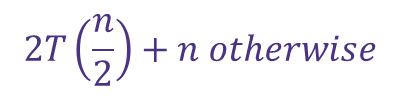 2T(n/2) + n otherwise